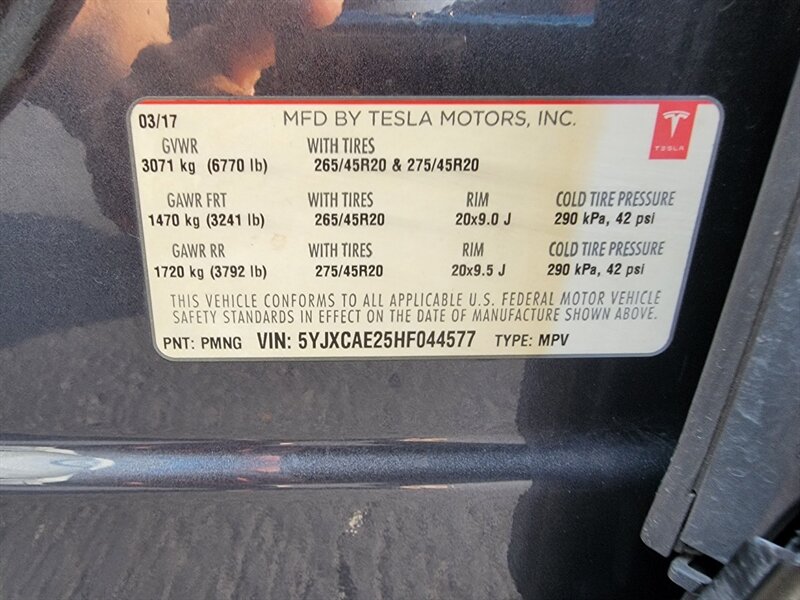 03/17 MFD BY TESLA MOTORS, INC.
TESLA
GVWR WITH TIRES
3071 kg (6770 lb) 265/45R20 & 275/45R20
GAWR FRT WITH TIRES RIM COLD TIRE PRESSURE
1470 kg (3241 lb) 265/45R20 20x9.0 J 290 kPa, 42 psi
GAWR RR WITH TIRES RIM COLD TIRE PRESSURE
1720 kg (3792 lb) 275/45R20 20x9.5 J 290 kPa, 42 psi
THIS VEHICLE CONFORMS TO ALL APPLICABLE U.S. FEDERAL MOTOR VEHICLE
SAFETY STANDARDS IN EFFECT ON THE DATE OF MANUFACTURE SHOWN ABOVE.
PNT: PMNG VIN: 5YJXCAE25HF044577 TYPE: MPV